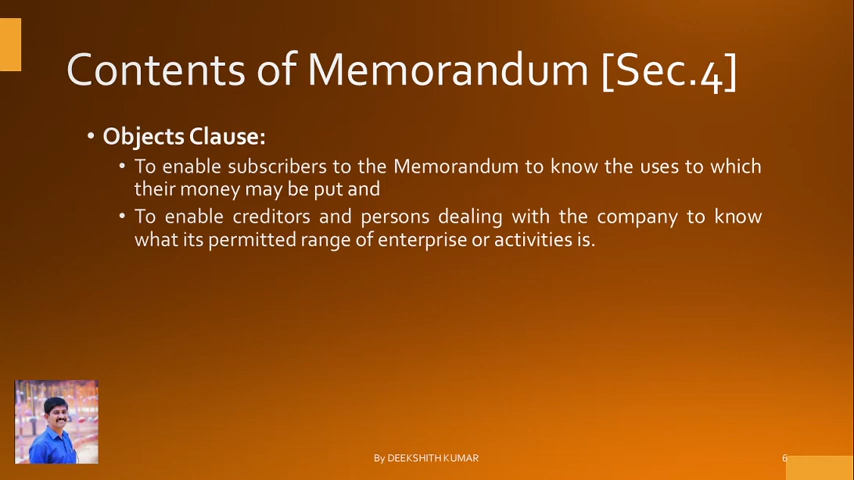 Contents of Memorandum [Sec.4]
• Objects Clause:
• To enable subscribers to the Memorandum to know the uses to which
their money may be put and
• To enable creditors and persons dealing with the company to know
what its permitted range of enterprise or activities is.
By DEEKSHITH KUMAR
6